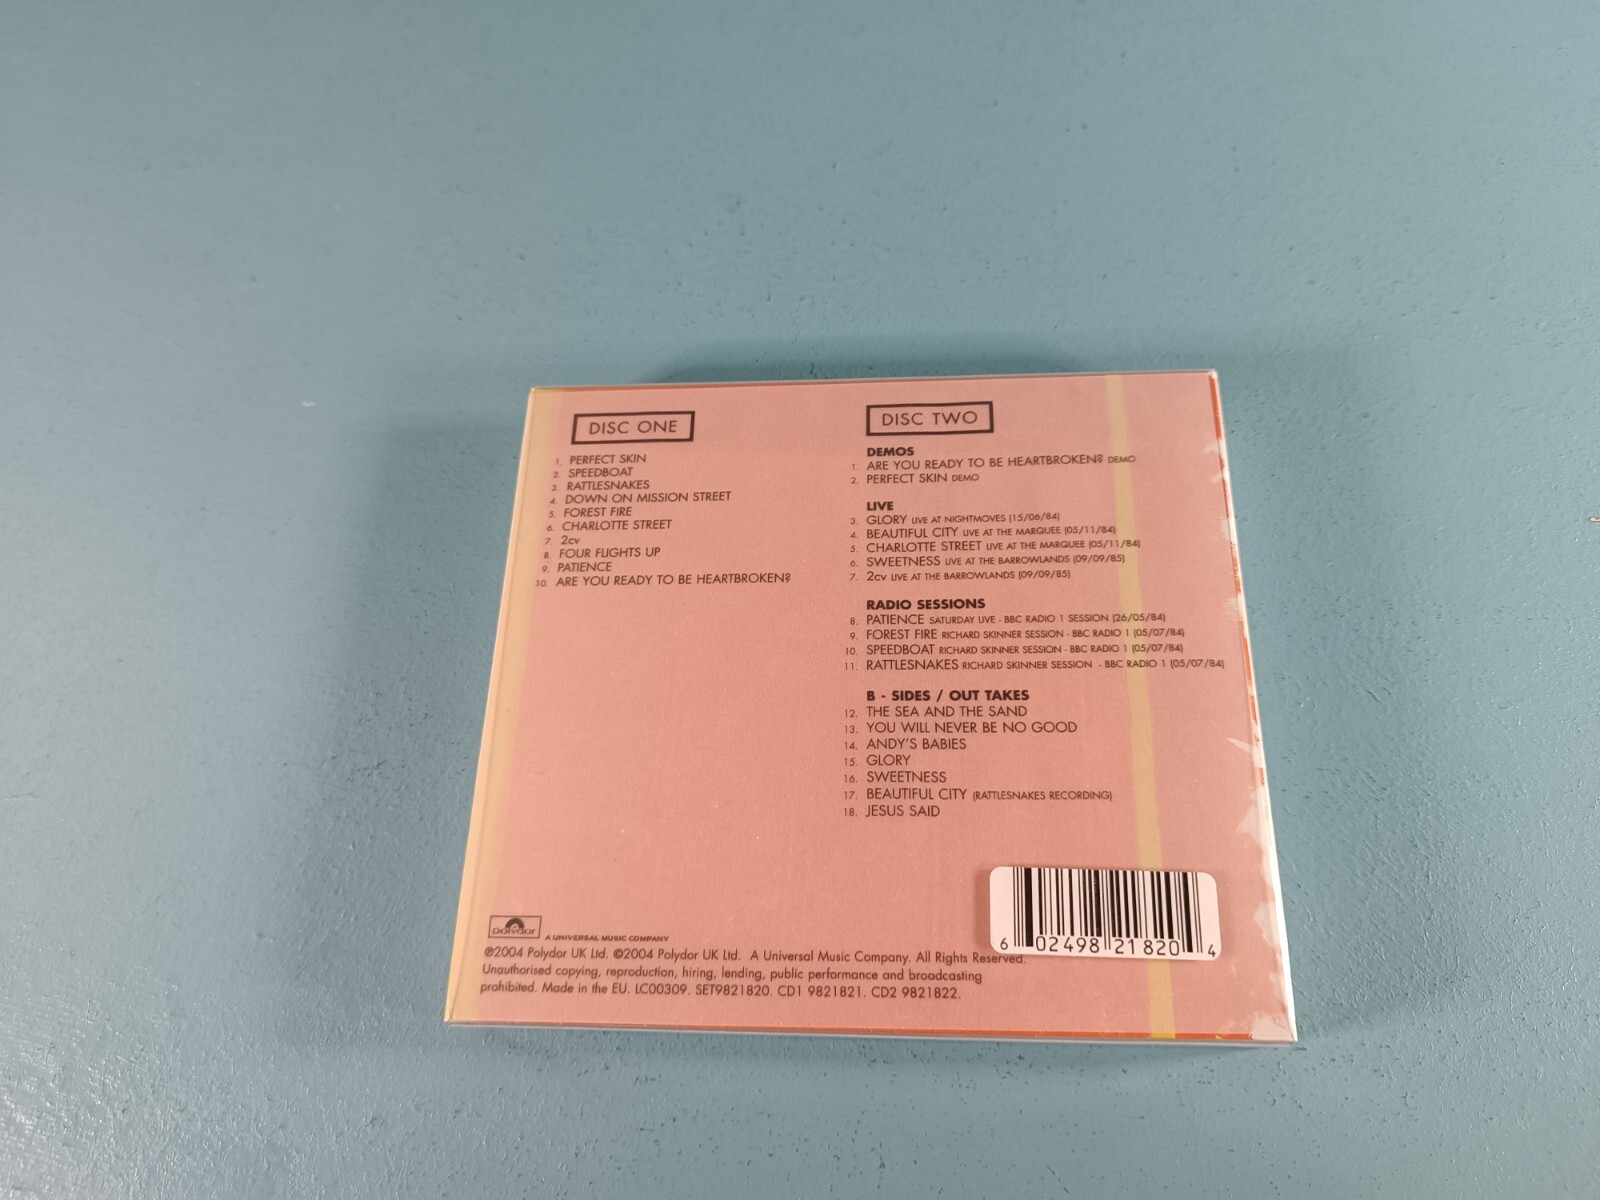 DISC ONE
1. PERFECT SKIN
2. SPEEDBOAT
3. RATTLESNAKES
4. DOWN ON MISSION STREET
5. FOREST FIRE
6. CHARLOTTE STREET
7. 2cv
8. FOUR FLIGHTS UP
9. PATIENCE
10. ARE YOU READY TO BE HEARTBROKEN?
DISC TWO
DEMOS
1. ARE YOU READY TO BE HEARTBROKEN? DEMO
2. PERFECT SKIN DEMO
LIVE
3. GLORY LIVE AT NIGHTMOVES (15/06/84)
4. BEAUTIFUL CITY LIVE AT THE MARQUEE (05/11/84)
5. CHARLOTTE STREET LIVE AT THE MARQUEE (05/11/84)
6. SWEETNESS LIVE AT THE BARROWLANDS (09/09/85)
7. 2cv LIVE AT THE BARROWLANDS (09/09/85)
RADIO SESSIONS
8. PATIENCE SATURDAY LIVE - BBC RADIO 1 SESSION (26/05/84)
9. FOREST FIRE RICHARD SKINNER SESSION - BBC RADIO 1 (05/07/84)
10. SPEEDBOAT RICHARD SKINNER SESSION - BBC RADIO 1 (05/07/84)
11. RATTLESNAKES RICHARD SKINNER SESSION - BBC RADIO 1 (05/07/84)
B - SIDES / OUT TAKES
12. THE SEA AND THE SAND
13. YOU WILL NEVER BE NO GOOD
14. ANDY'S BABIES
15. GLORY
16. SWEETNESS
17. BEAUTIFUL CITY (RATTLESNAKES RECORDING)
18. JESUS SAID
6 02498 21820 4
polydor A UNIVERSAL MUSIC COMPANY
℗2004 Polydor UK Ltd. ©2004 Polydor UK Ltd. A Universal Music Company. All Rights Reserved.
Unauthorised copying, reproduction, hiring, lending, public performance and broadcasting
prohibited. Made in the EU. LC00309. SET9821820. CD1 9821821. CD2 9821822.